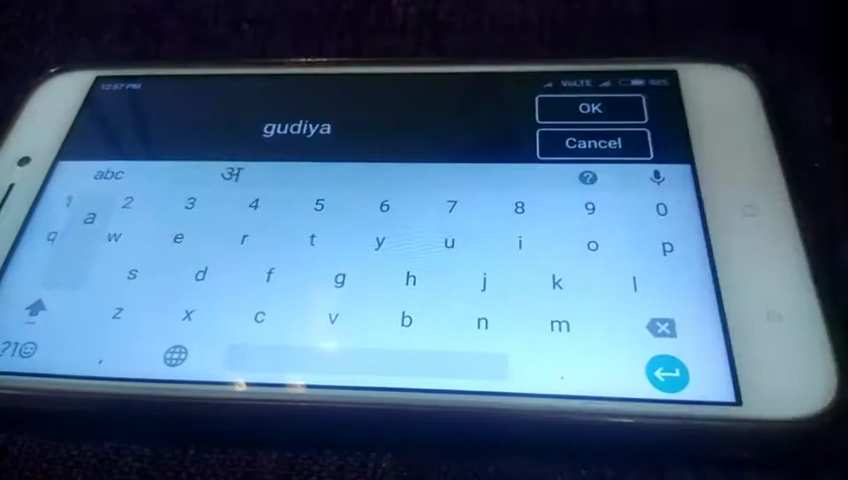 12:57 PM VoLTE
gudiya
OK
Cancel
abc अ
1 2 3 4 5 6 7 8 9 0
a
q w e r t y u i o p
s d f g h j k l
z x c v b n m
?1☺ , .